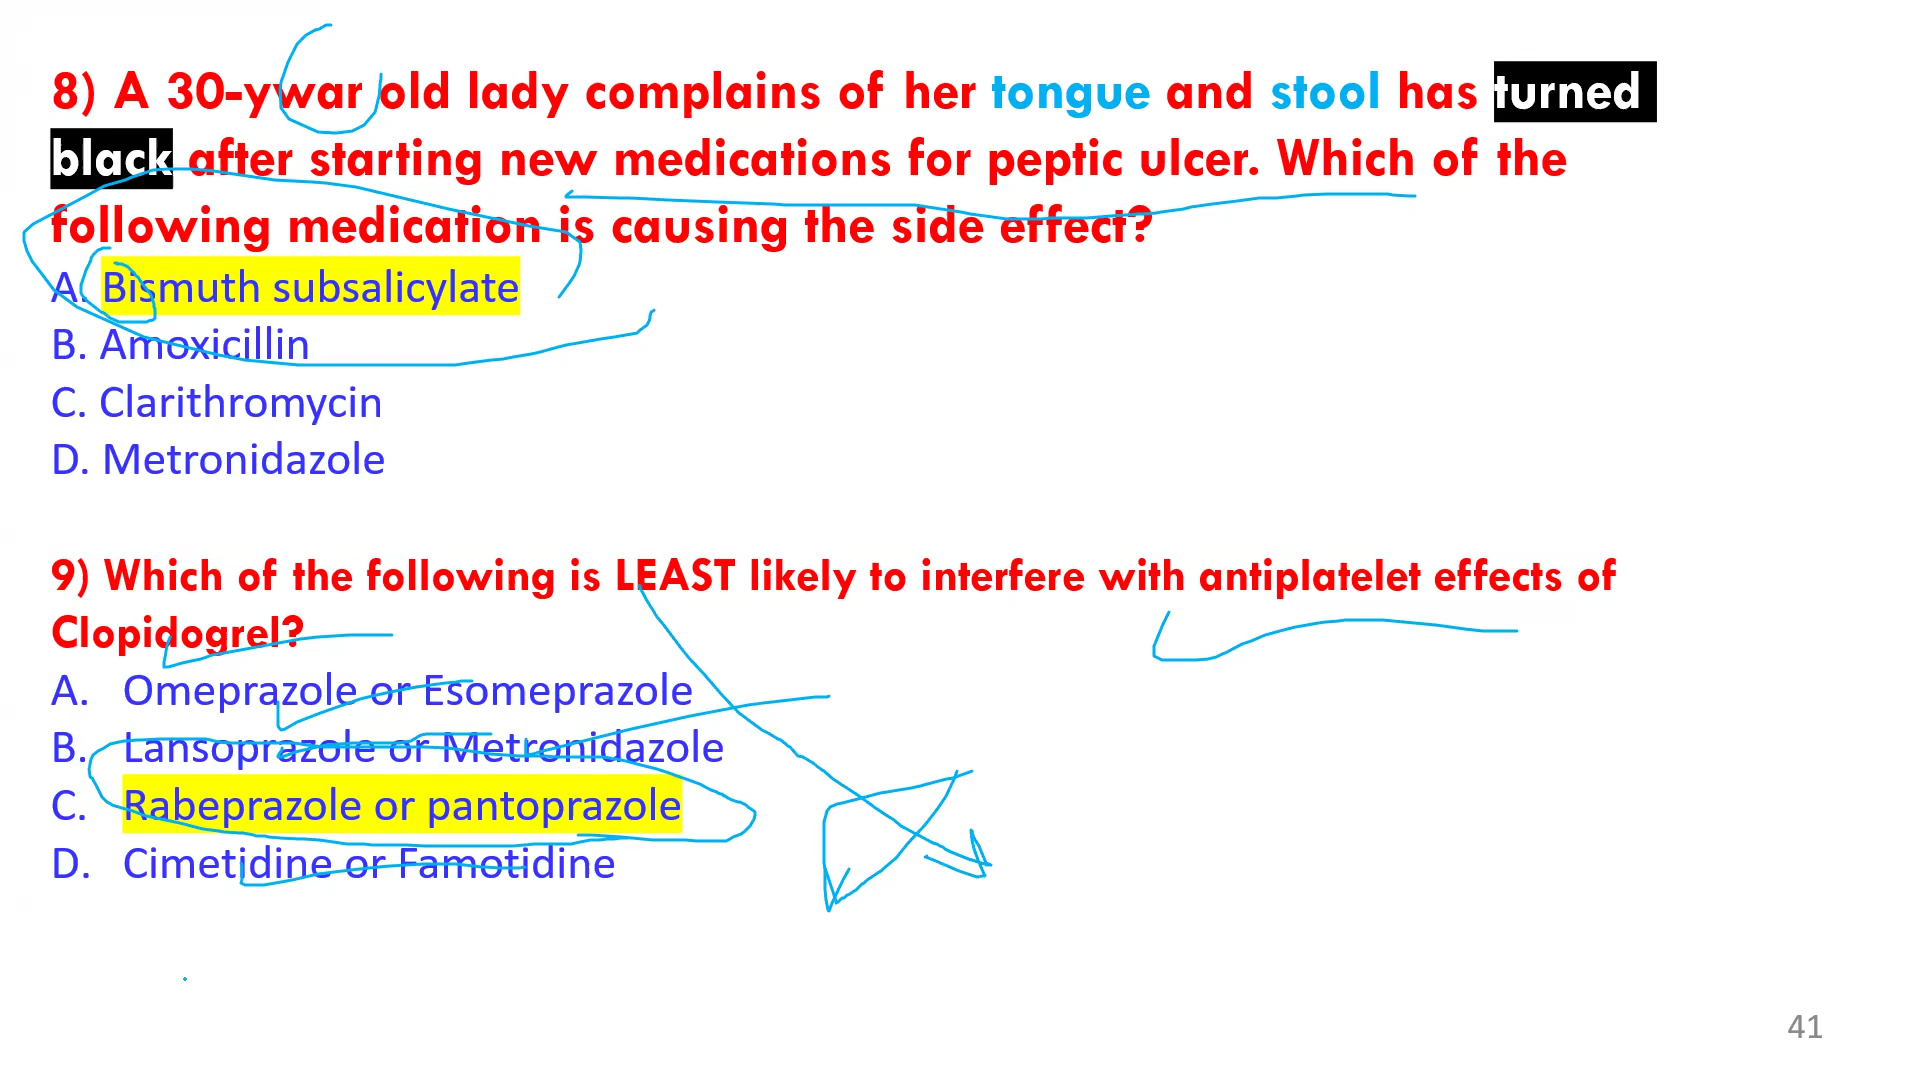 8) A 30-ywar old lady complains of her tongue and stool has turned
black after starting new medications for peptic ulcer. Which of the
following medication is causing the side effect?
A. Bismuth subsalicylate
B. Amoxicillin
C. Clarithromycin
D. Metronidazole
9) Which of the following is LEAST likely to interfere with antiplatelet effects of
Clopidogrel?
A. Omeprazole or Esomeprazole
B. Lansoprazole or Metronidazole
C. Rabeprazole or pantoprazole
D. Cimetidine or Famotidine
41